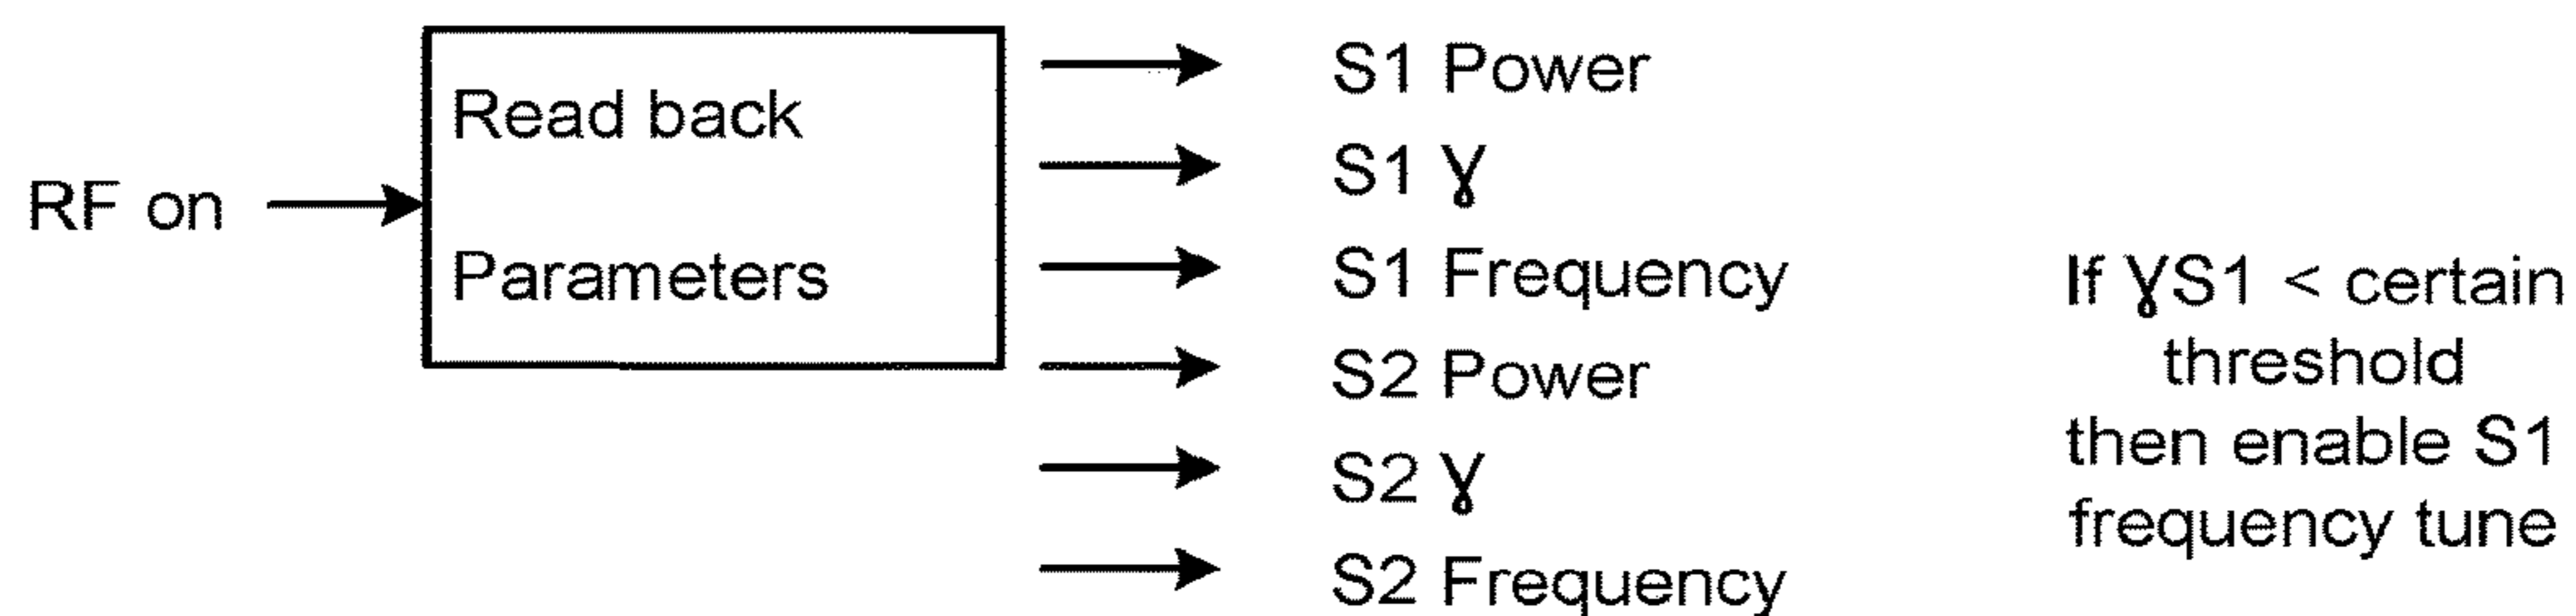 RF on
Read back
Parameters
S1 Power
S1 Ɣ
S1 Frequency
S2 Power
S2 Ɣ
S2 Frequency
If ƔS1 < certain
threshold
then enable S1
frequency tune